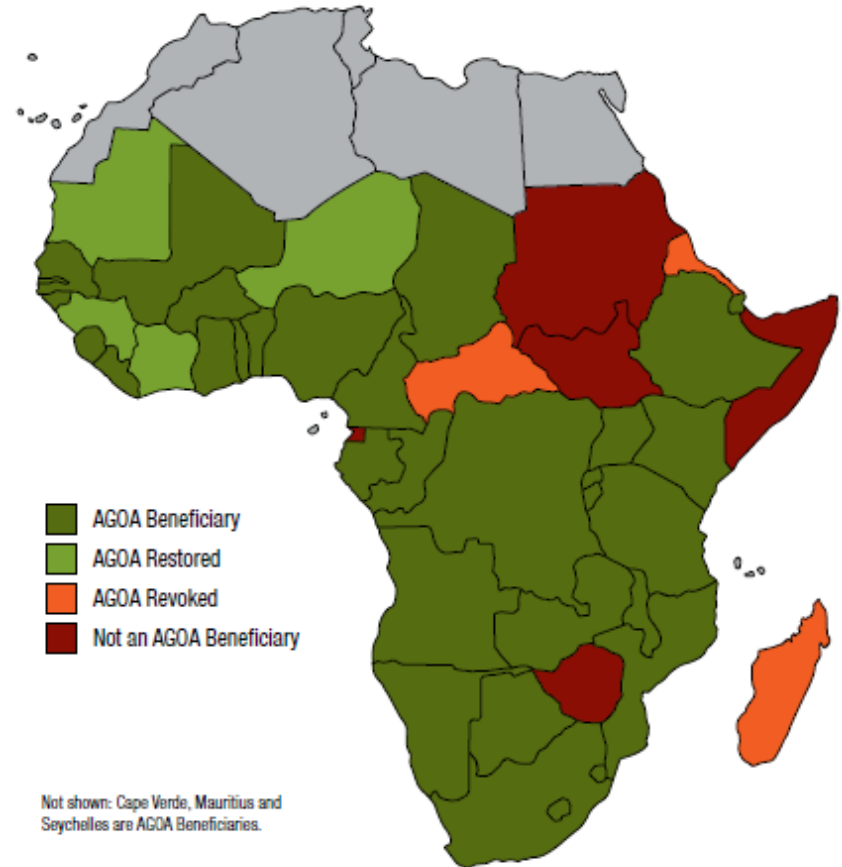 AGOA Beneficiary
AGOA Restored
AGOA Revoked
Not an AGOA Beneficiary
Not shown: Cape Verde, Mauritius and
Seychelles are AGOA Beneficiaries.